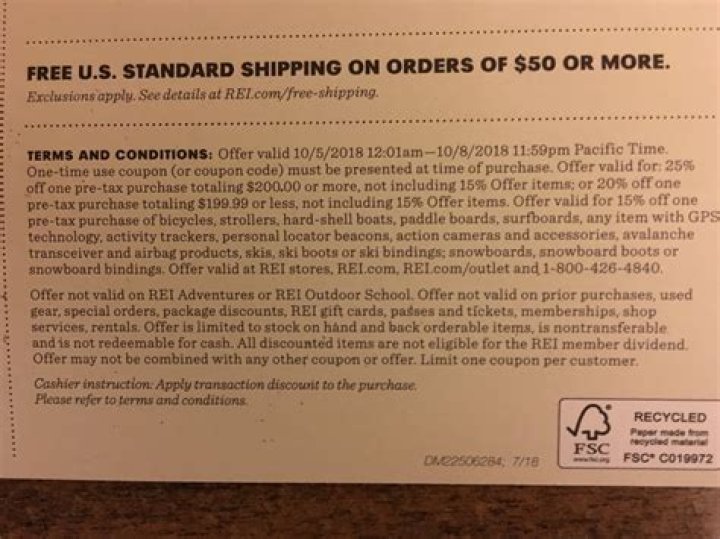 FREE U.S. STANDARD SHIPPING ON ORDERS OF $50 OR MORE.
Exclusions apply. See details at REI.com/free-shipping.
TERMS AND CONDITIONS: Offer valid 10/5/2018 12:01am—10/8/2018 11:59pm Pacific Time.
One-time use coupon (or coupon code) must be presented at time of purchase. Offer valid for: 25%
off one pre-tax purchase totaling $200.00 or more, not including 15% Offer items; or 20% off one
pre-tax purchase totaling $199.99 or less, not including 15% Offer items. Offer valid for 15% off one
pre-tax purchase of bicycles, strollers, hard-shell boats, paddle boards, surfboards, any item with GPS
technology, activity trackers, personal locator beacons, action cameras and accessories, avalanche
transceiver and airbag products, skis, ski boots or ski bindings; snowboards, snowboard boots or
snowboard bindings. Offer valid at REI stores, REI.com, REI.com/outlet and 1-800-426-4840.
Offer not valid on REI Adventures or REI Outdoor School. Offer not valid on prior purchases, used
gear, special orders, package discounts, REI gift cards, passes and tickets, memberships, shop
services, rentals. Offer is limited to stock on hand and back orderable items, is nontransferable
and is not redeemable for cash. All discounted items are not eligible for the REI member dividend.
Offer may not be combined with any other coupon or offer. Limit one coupon per customer.
Cashier instruction: Apply transaction discount to the purchase.
Please refer to terms and conditions.
DM22506284; 7/18
FSC
www.fsc.org
RECYCLED
Paper made from
recycled material
FSC® C019972